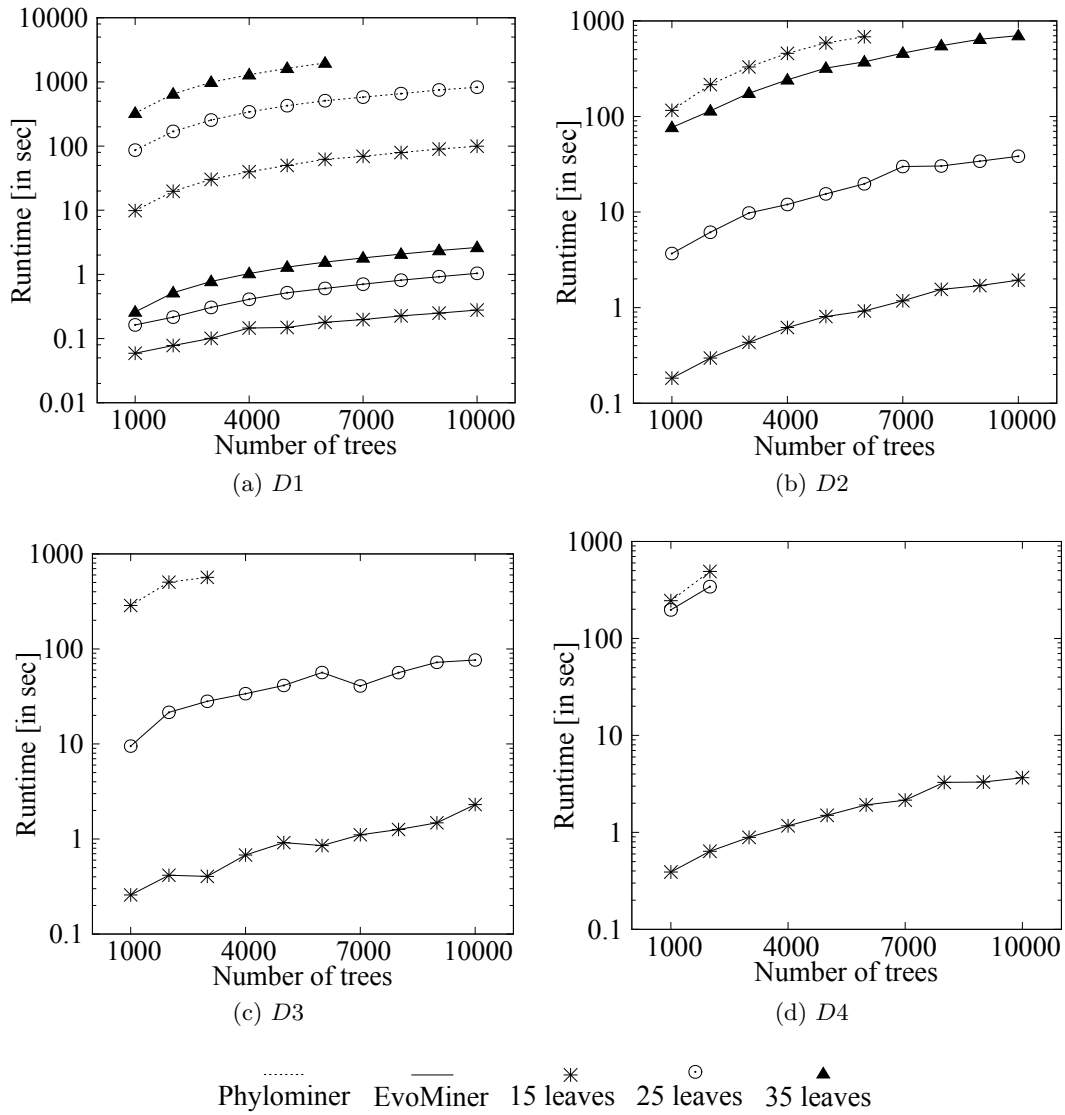 10000
1000
100
10
1
0.1
0.01
Runtime [in sec]
1000 4000 7000 10000
Number of trees
(a) D1
1000
100
10
1
0.1
Runtime [in sec]
1000 4000 7000 10000
Number of trees
(b) D2
1000
100
10
1
0.1
Runtime [in sec]
1000 4000 7000 10000
Number of trees
(c) D3
1000
100
10
1
0.1
Runtime [in sec]
1000 4000 7000 10000
Number of trees
(d) D4
Phylominer EvoMiner 15 leaves 25 leaves 35 leaves